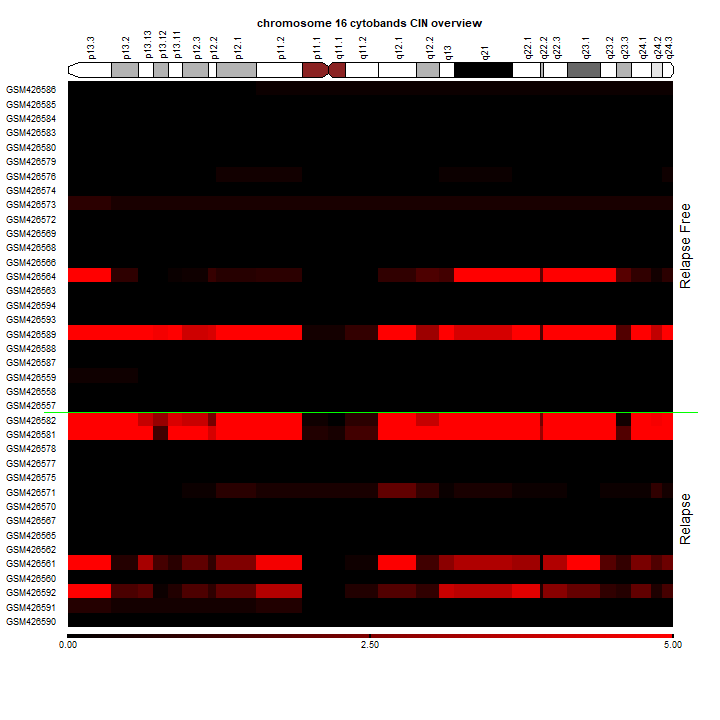 chromosome 16 cytobands CIN overview
p13.3 p13.2 p13.13 p13.12 p13.11 p12.3 p12.2 p12.1 p11.2 p11.1 q11.1 q11.2 q12.1 q12.2 q13 q21 q22.1 q22.2 q22.3 q23.1 q23.2 q23.3 q24.1 q24.2 q24.3
GSM426586
GSM426585
GSM426584
GSM426583
GSM426580
GSM426579
GSM426576
GSM426574
GSM426573
GSM426572
GSM426569
GSM426568
GSM426566
GSM426564
GSM426563
GSM426594
GSM426593
GSM426589
GSM426588
GSM426587
GSM426559
GSM426558
GSM426557
Relapse Free
GSM426582
GSM426581
GSM426578
GSM426577
GSM426575
GSM426571
GSM426570
GSM426567
GSM426565
GSM426562
GSM426561
GSM426560
GSM426592
GSM426591
GSM426590
Relapse
0.00 2.50 5.00